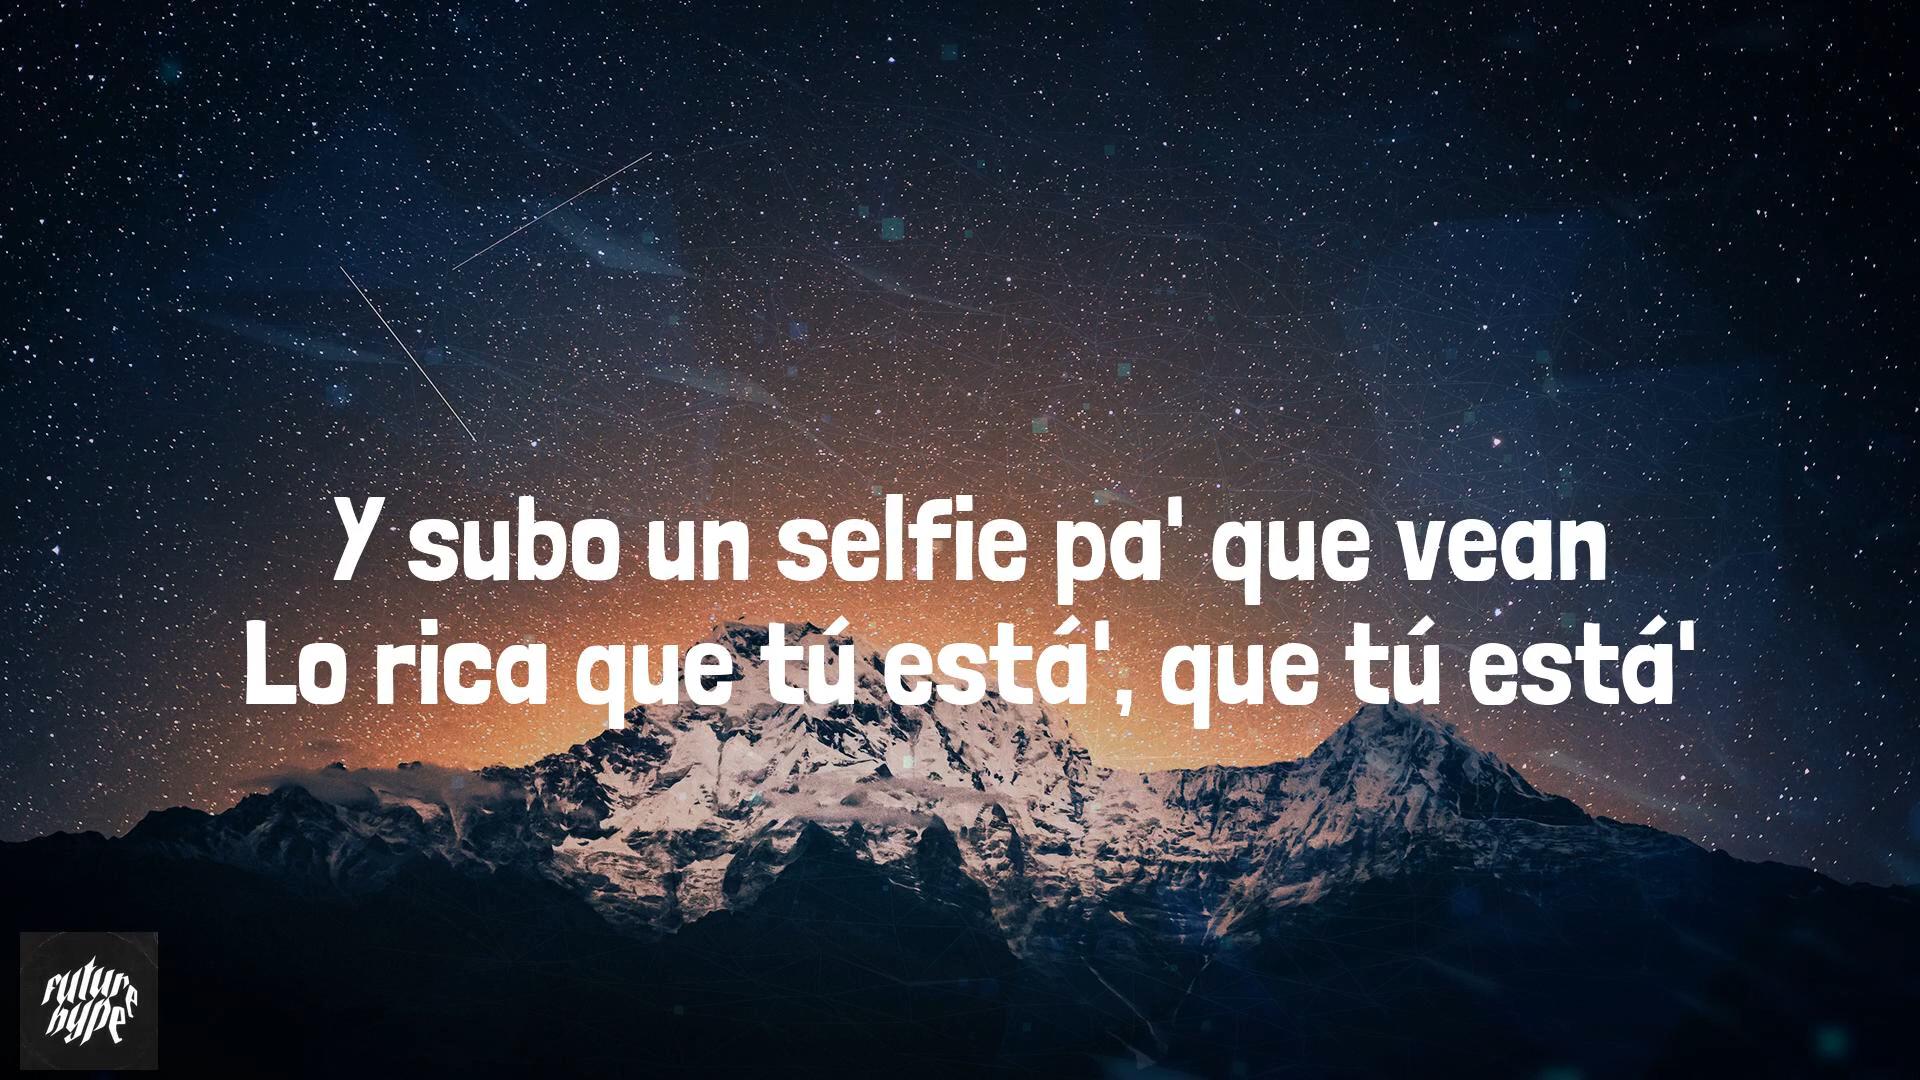 Y subo un selfie pa' que vean
Lo rica que tú está', que tú está'
future
hype